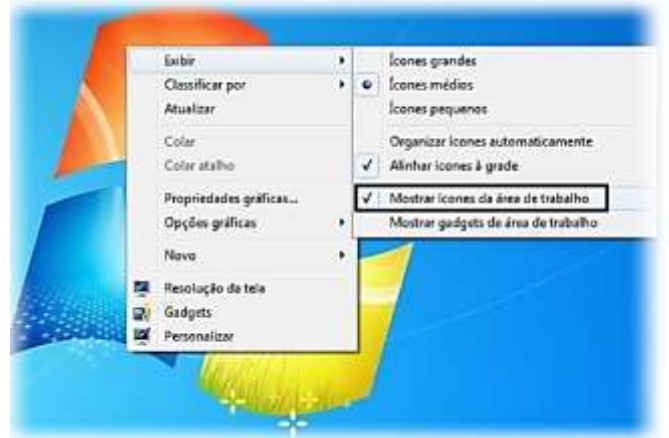 Exibir
Classificar por
Atualizar
Colar
Colar atalho
Propriedades gráficas...
Opções gráficas
Novo
Resolução da tela
Gadgets
Personalizar
Ícones grandes
Ícones médios
Ícones pequenos
Organizar ícones automaticamente
Alinhar ícones à grade
Mostrar ícones da área de trabalho
Mostrar gadgets de área de trabalho